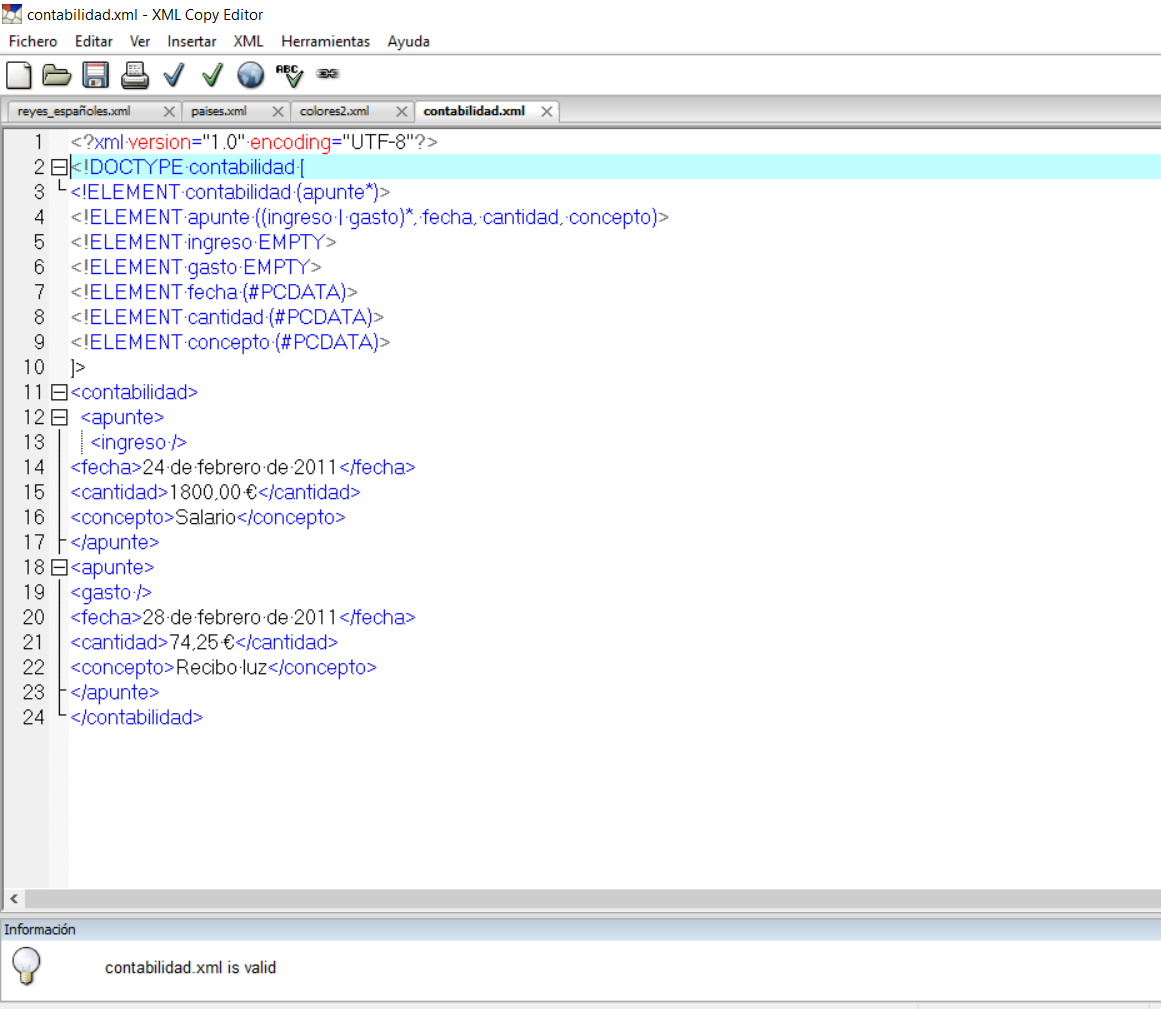 contabilidad.xml - XML Copy Editor
Fichero Editar Ver Insertar XML Herramientas Ayuda
ABC
reyes_españoles.xml paises.xml colores2.xml contabilidad.xml
1 <?xml version="1.0" encoding="UTF-8"?>
2 <!DOCTYPE contabilidad [
3 <!ELEMENT contabilidad (apunte*)>
4 <!ELEMENT apunte ((ingreso | gasto)*, fecha, cantidad, concepto)>
5 <!ELEMENT ingreso EMPTY>
6 <!ELEMENT gasto EMPTY>
7 <!ELEMENT fecha (#PCDATA)>
8 <!ELEMENT cantidad (#PCDATA)>
9 <!ELEMENT concepto (#PCDATA)>
10 ]>
11 <contabilidad>
12 <apunte>
13 <ingreso />
14 <fecha>24 de febrero de 2011</fecha>
15 <cantidad>1800,00 €</cantidad>
16 <concepto>Salario</concepto>
17 </apunte>
18 <apunte>
19 <gasto />
20 <fecha>28 de febrero de 2011</fecha>
21 <cantidad>74,25 €</cantidad>
22 <concepto>Recibo luz</concepto>
23 </apunte>
24 </contabilidad>
Información
contabilidad.xml is valid